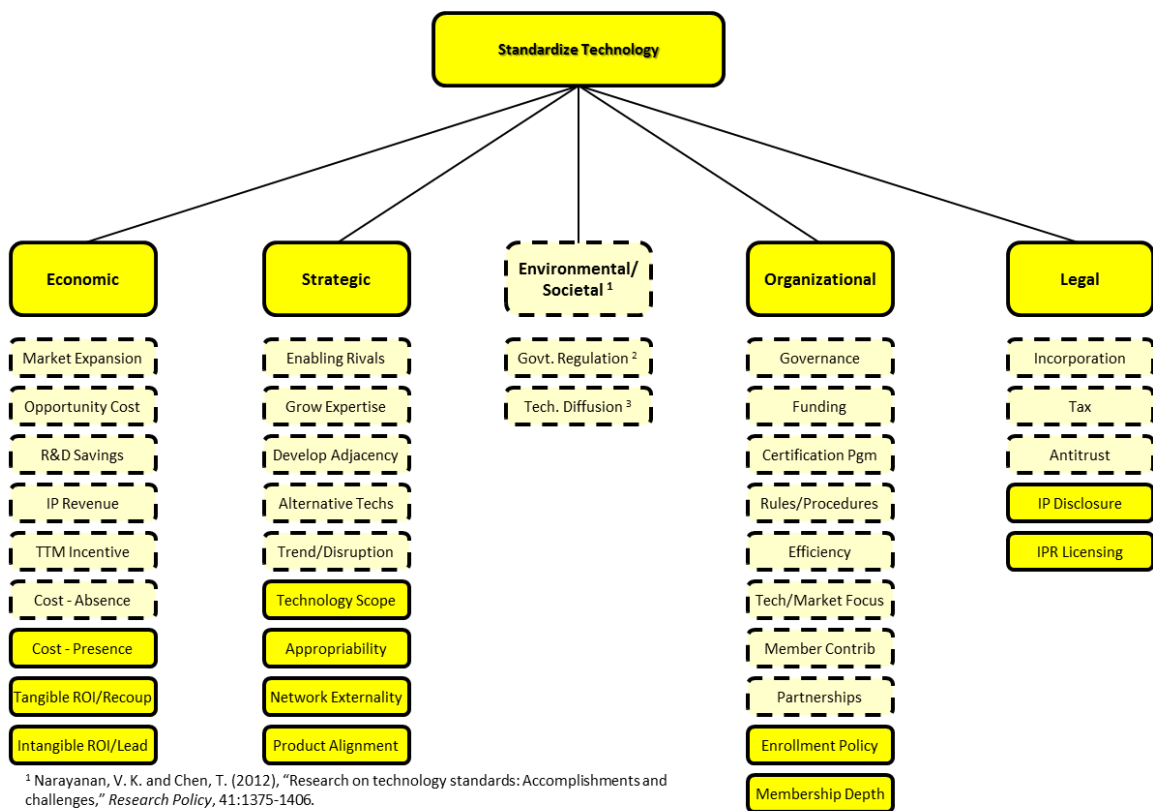 Standardize Technology
Economic
Market Expansion
Opportunity Cost
R&D Savings
IP Revenue
TTM Incentive
Cost - Absence
Cost - Presence
Tangible ROI/Recoup
Intangible ROI/Lead
Strategic
Enabling Rivals
Grow Expertise
Develop Adjacency
Alternative Techs
Trend/Disruption
Technology Scope
Appropriability
Network Externality
Product Alignment
Environmental/
Societal ¹
Govt. Regulation ²
Tech. Diffusion ³
Organizational
Governance
Funding
Certification Pgm
Rules/Procedures
Efficiency
Tech/Market Focus
Member Contrib
Partnerships
Enrollment Policy
Membership Depth
Legal
Incorporation
Tax
Antitrust
IP Disclosure
IPR Licensing
¹ Narayanan, V. K. and Chen, T. (2012), “Research on technology standards: Accomplishments and
challenges,” Research Policy, 41:1375-1406.